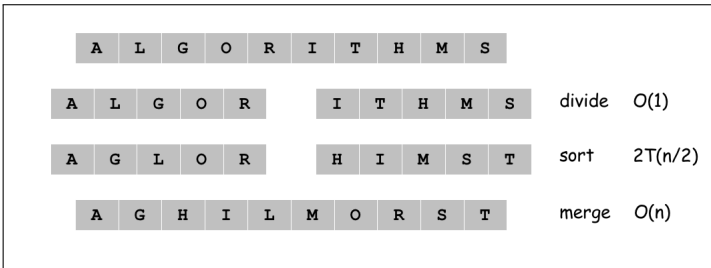 A L G O R I T H M S
A L G O R I T H M S divide O(1)
A G L O R H I M S T sort 2T(n/2)
A G H I L M O R S T merge O(n)